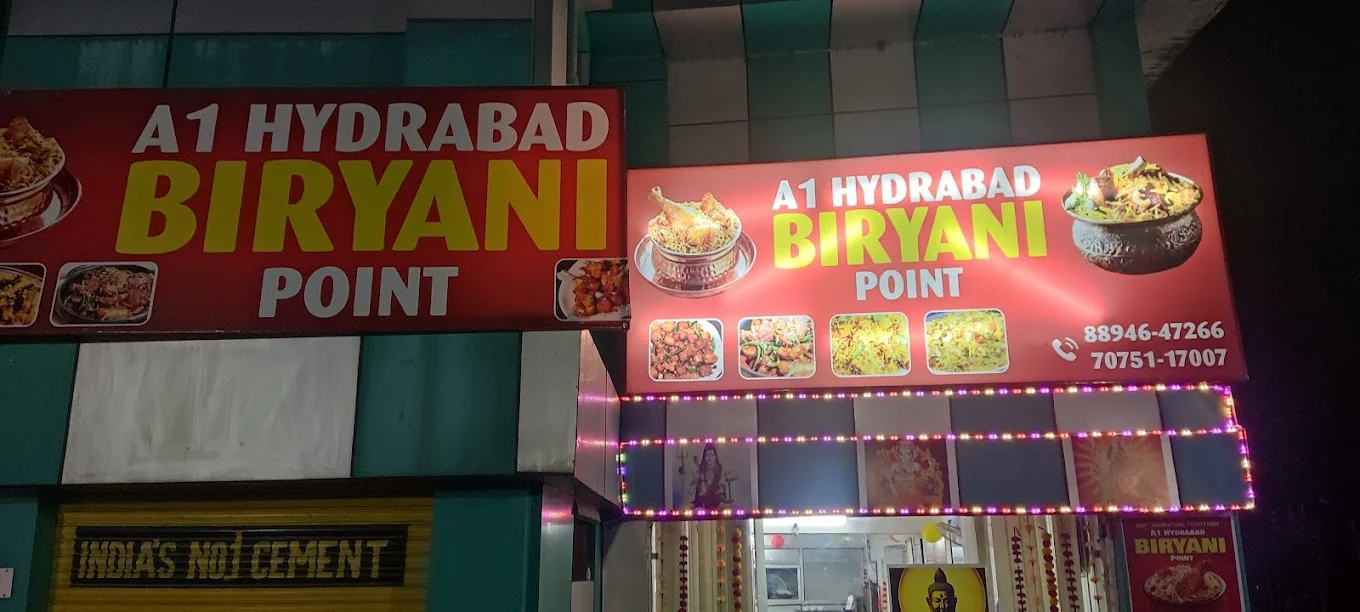 A1 HYDRABAD
BIRYANI
POINT
A1 HYDRABAD
BIRYANI
POINT
88946-47266
70751-17007
INDIA'S NO1 CEMENT
A1 HYDRABAD
BIRYANI
POINT